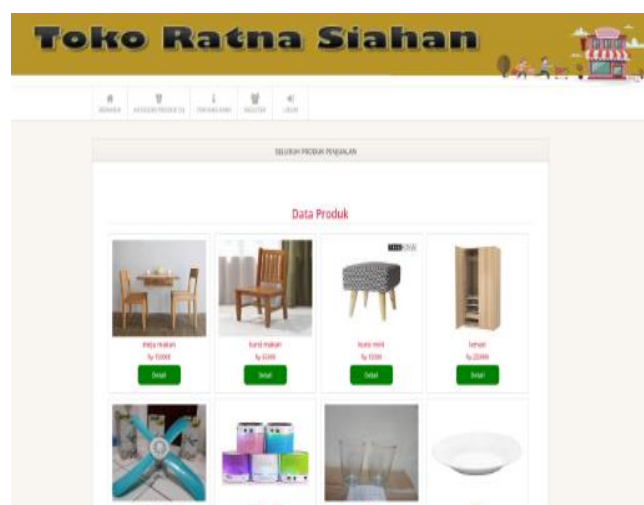 Toko Ratna Siahan
BERANDA KATEGORI PRODUK TENTANG KAMI REGISTER LOGIN
SELURUH PRODUK PENJUALAN
Data Produk
meja makan kursi makan kursi mini lemari
Detail Detail Detail Detail